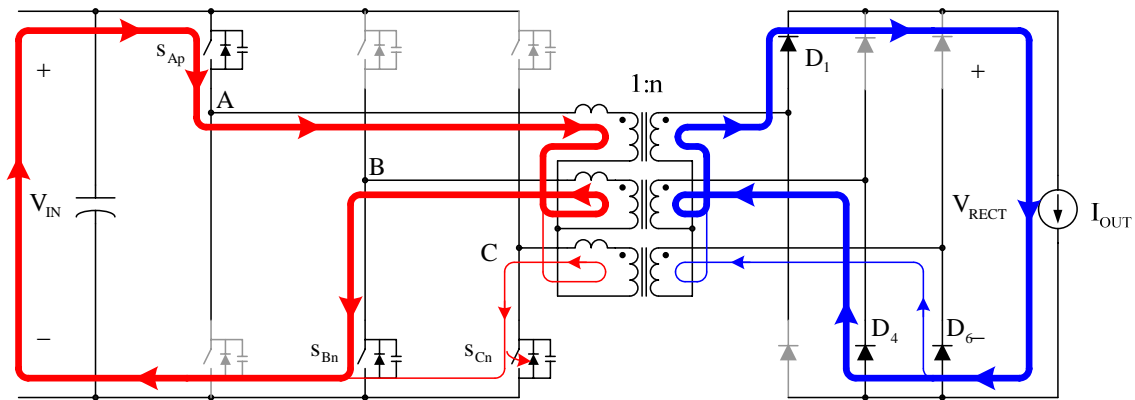 s_Ap
D_1
+
+
1:n
A
B
V_IN
V_RECT
I_OUT
C
−
s_Bn
s_Cn
D_4
D_6
−